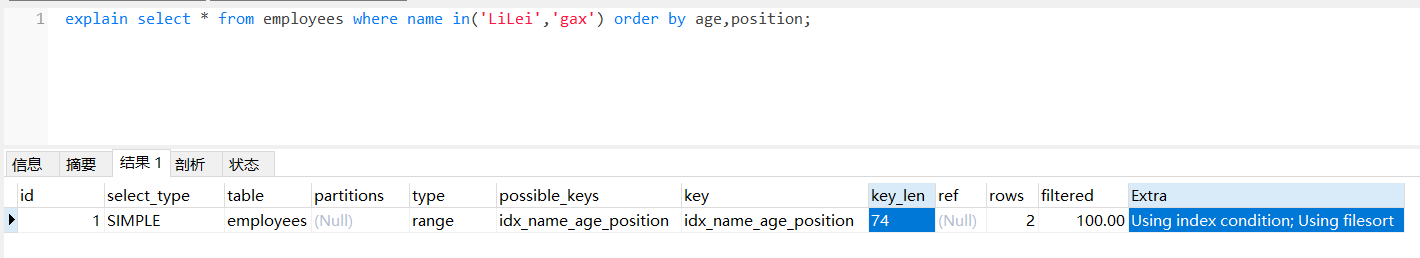 1 explain select * from employees where name in('LiLei','gax') order by age,position;
信息 摘要 结果 1 剖析 状态
id select_type table partitions type possible_keys key key_len ref rows filtered Extra
1 SIMPLE employees (Null) range idx_name_age_position idx_name_age_position 74 (Null) 2 100.00 Using index condition; Using filesort